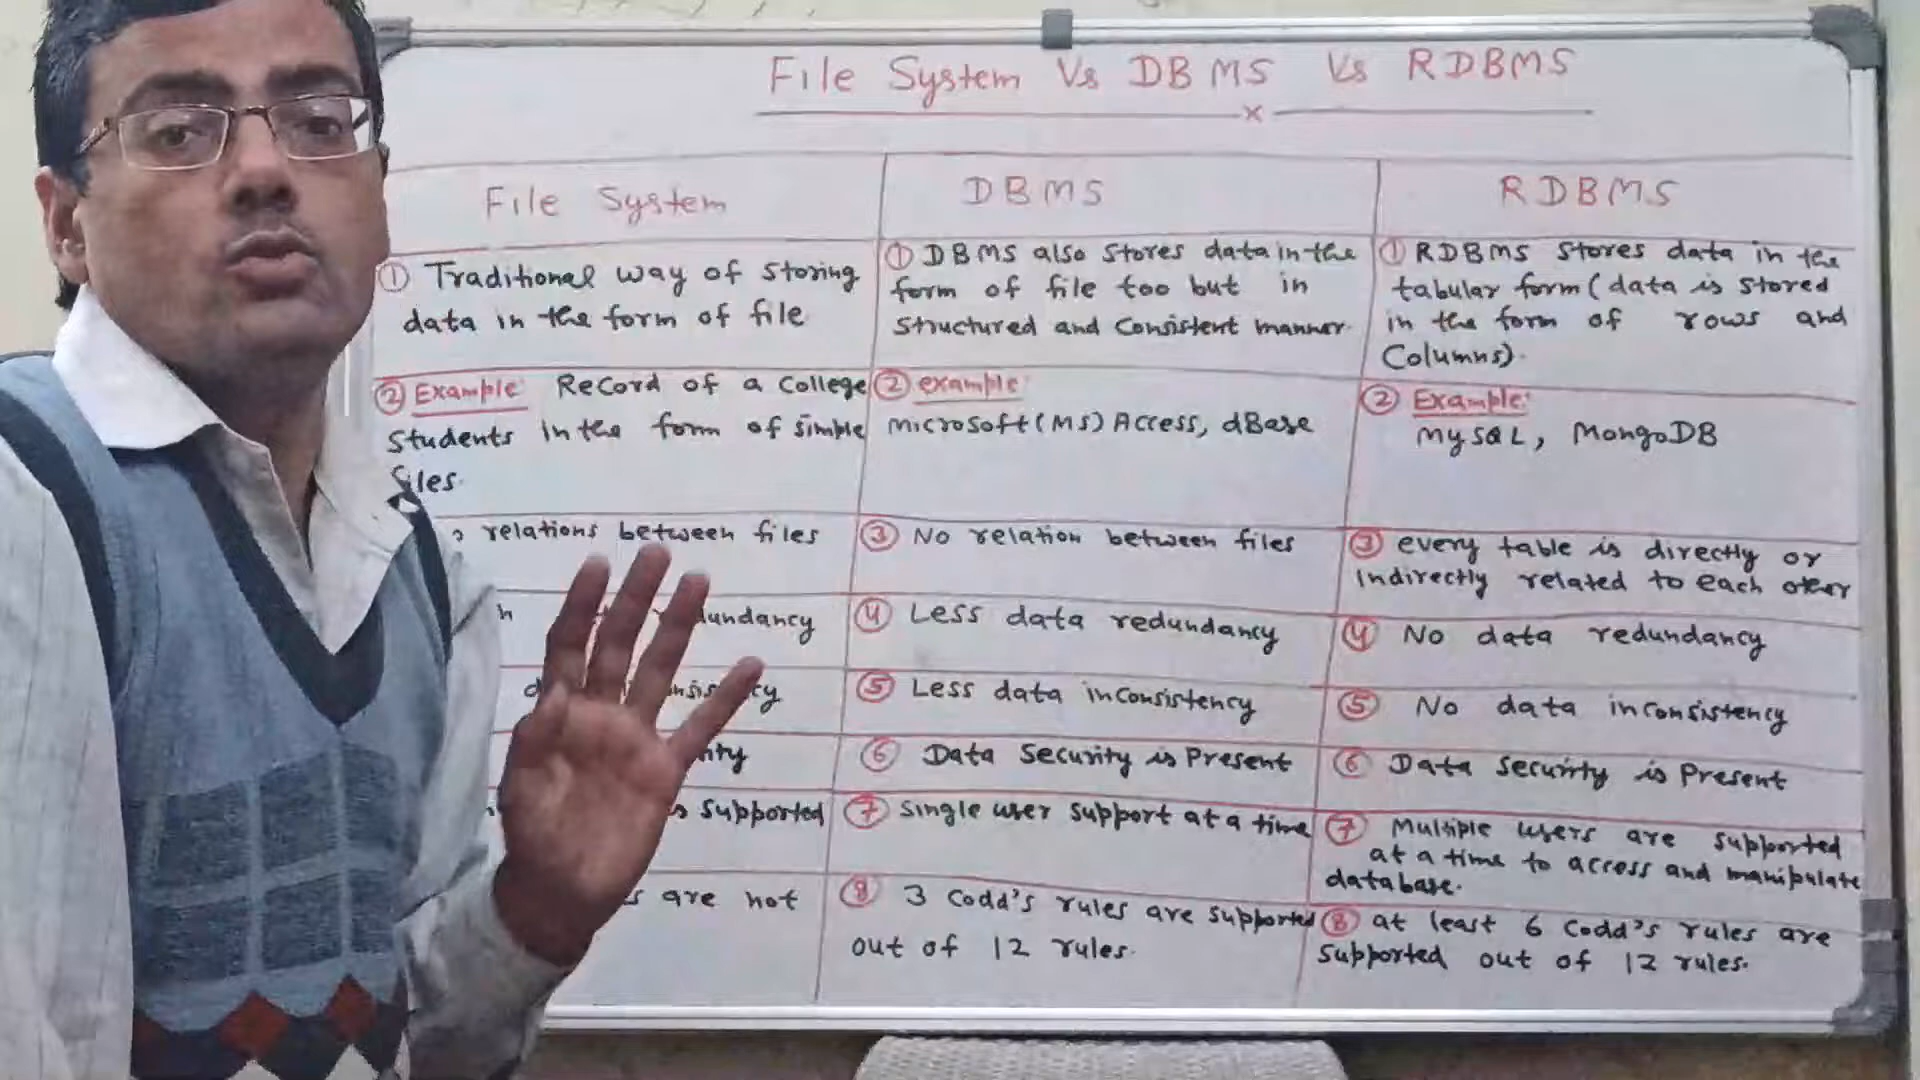 File System Vs DBMS Vs RDBMS
x
File System
① Traditional way of storing
data in the form of file
② Example: Record of a College
Students in the form of simple
files.
relations between files
dundancy
supported
are not
DBMS
① DBMS also stores data in the
form of file too but in
Structured and Consistent manner.
② example:
Microsoft (MS) Access, dBase
③ No relation between files
④ Less data redundancy
⑤ Less data inconsistency
⑥ Data Security is Present
⑦ Single user support at a time
⑧ 3 Codd's rules are supported
out of 12 rules.
RDBMS
① RDBMS stores data in the
tabular form (data is stored
in the form of rows and
Columns).
② Example:
MySQL, MongoDB
③ every table is directly or
Indirectly related to each other
④ No data redundancy
⑤ No data inconsistency
⑥ Data Security is Present
⑦ Multiple users are supported
at a time to access and manipulate
database.
⑧ at least 6 Codd's rules are
supported out of 12 rules.